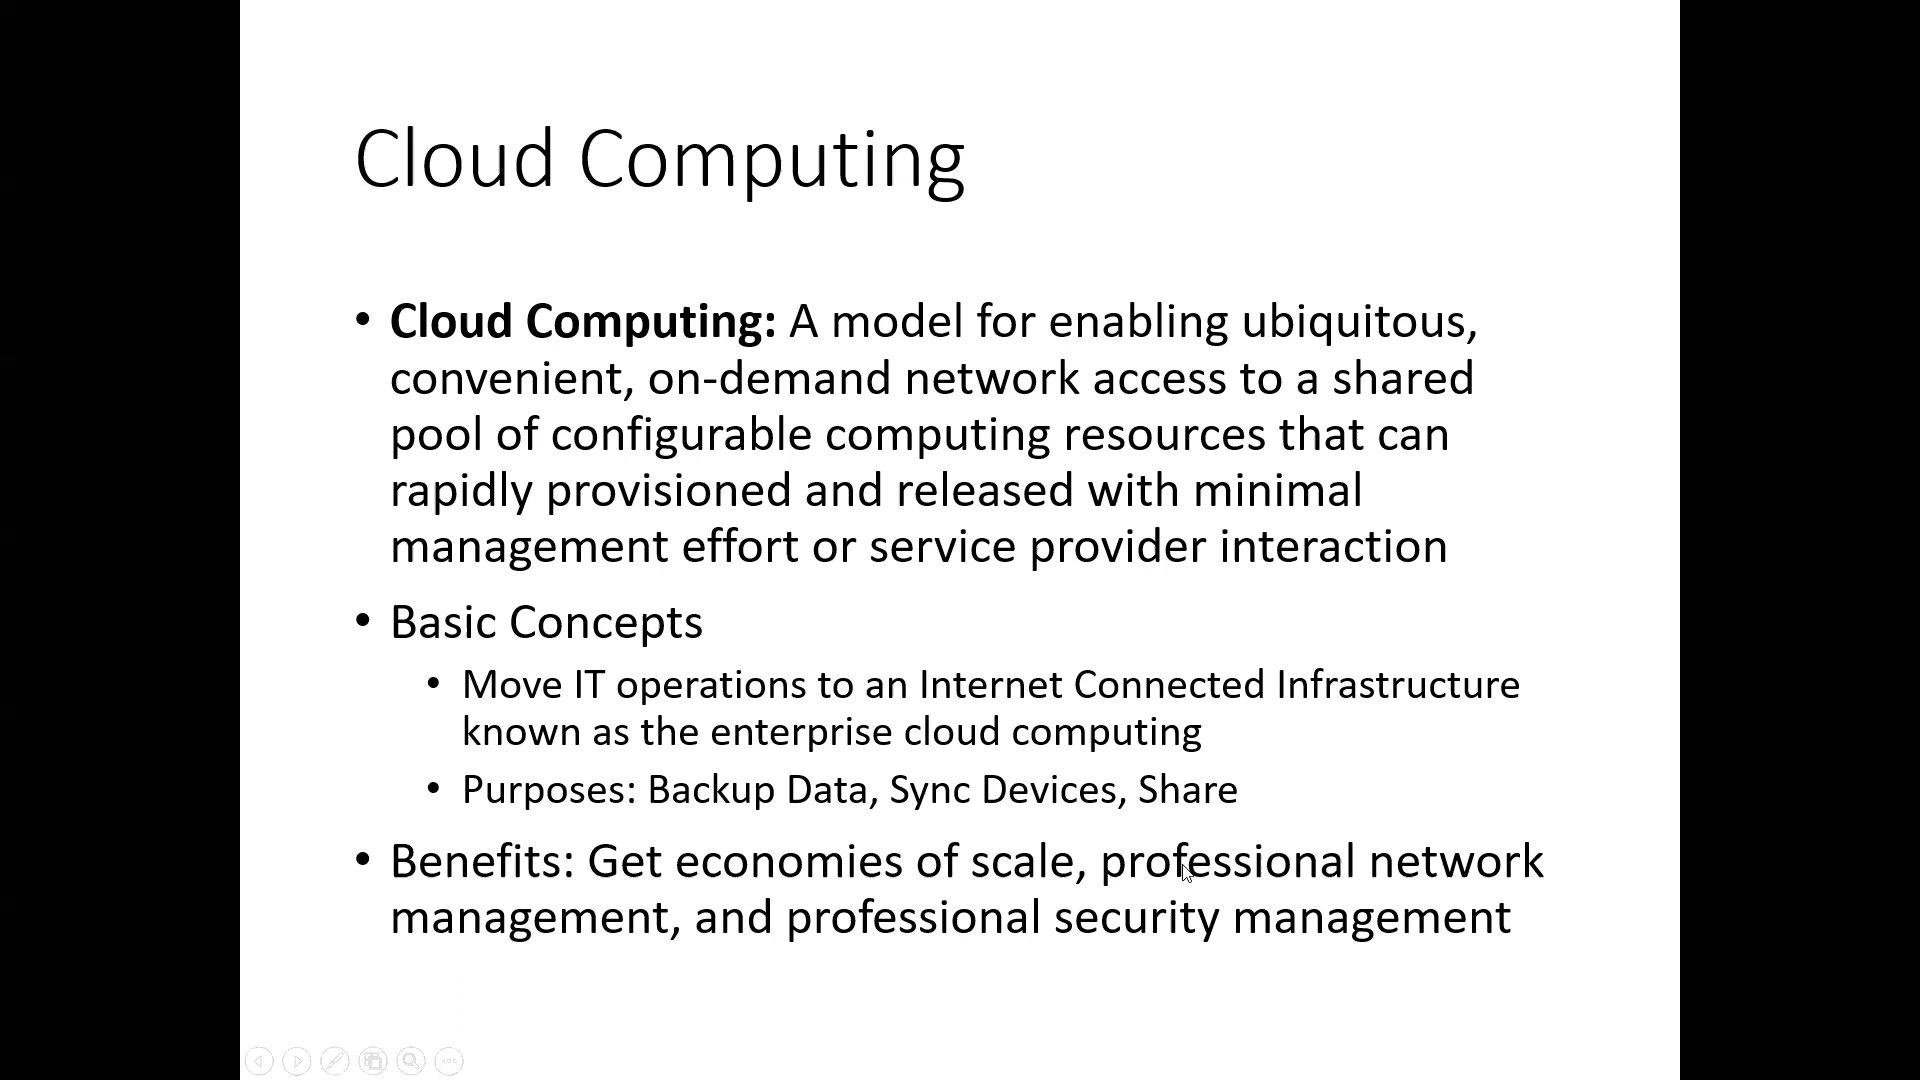 Cloud Computing
• Cloud Computing: A model for enabling ubiquitous,
convenient, on-demand network access to a shared
pool of configurable computing resources that can
rapidly provisioned and released with minimal
management effort or service provider interaction
• Basic Concepts
• Move IT operations to an Internet Connected Infrastructure
known as the enterprise cloud computing
• Purposes: Backup Data, Sync Devices, Share
• Benefits: Get economies of scale, professional network
management, and professional security management